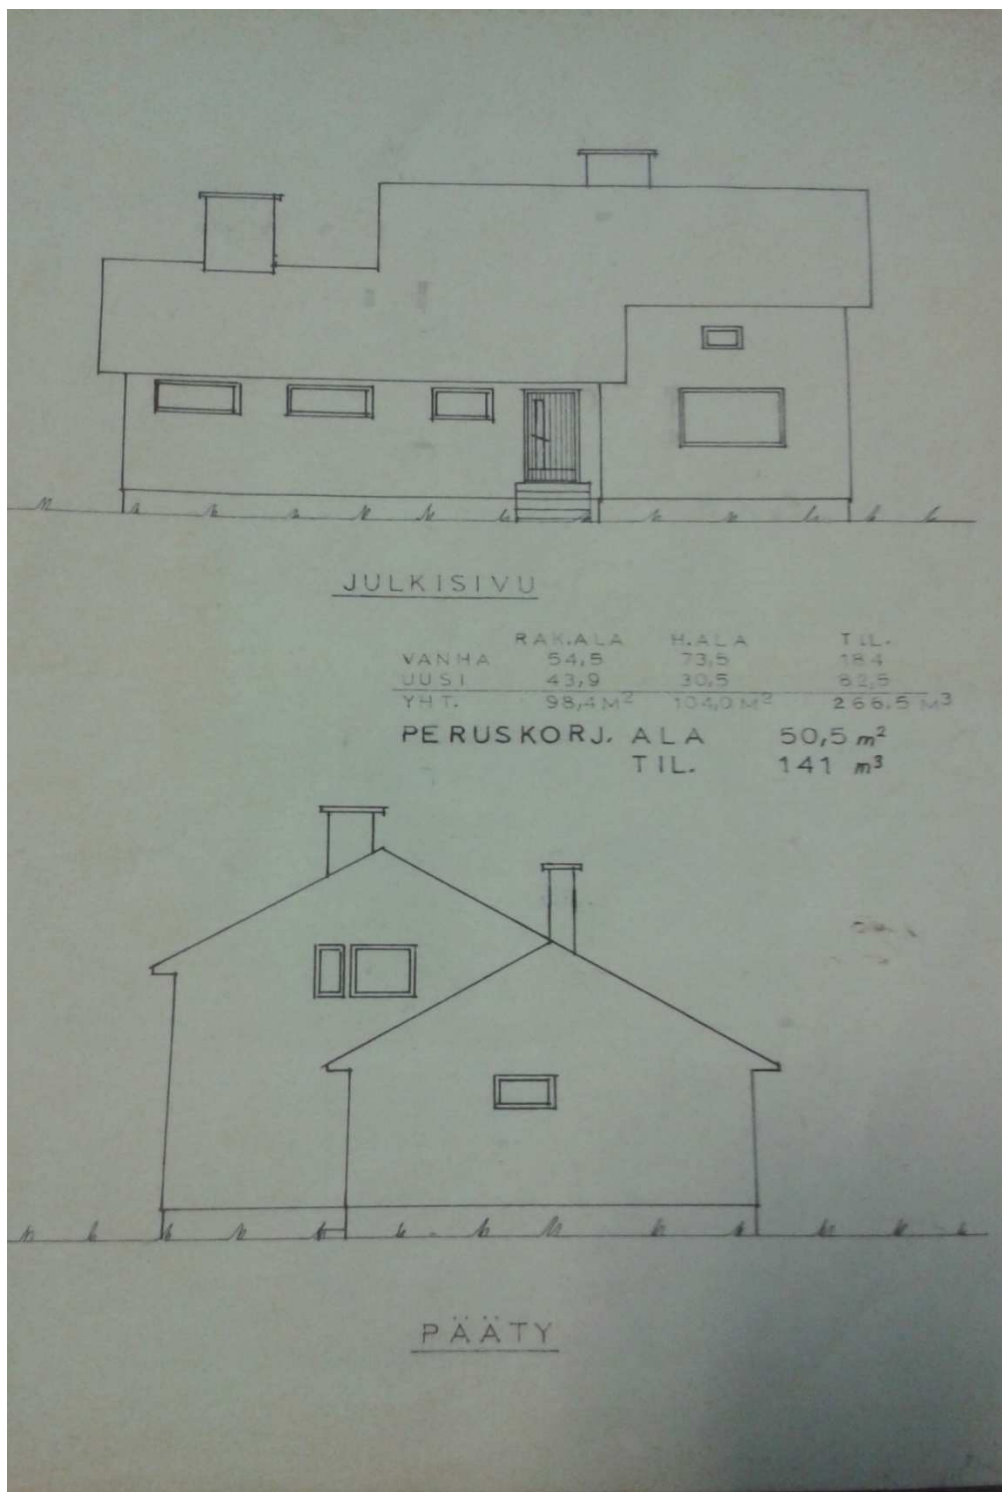 JULKISIVU
RAK.ALA H.ALA TIL.
VANHA 54,5 73,5 184
UUSI 43,9 30,5 82,5
YHT. 98,4 M² 104,0 M² 266.5 M³
PERUSKORJ. ALA 50,5 m²
TIL. 141 m³
PÄÄTY